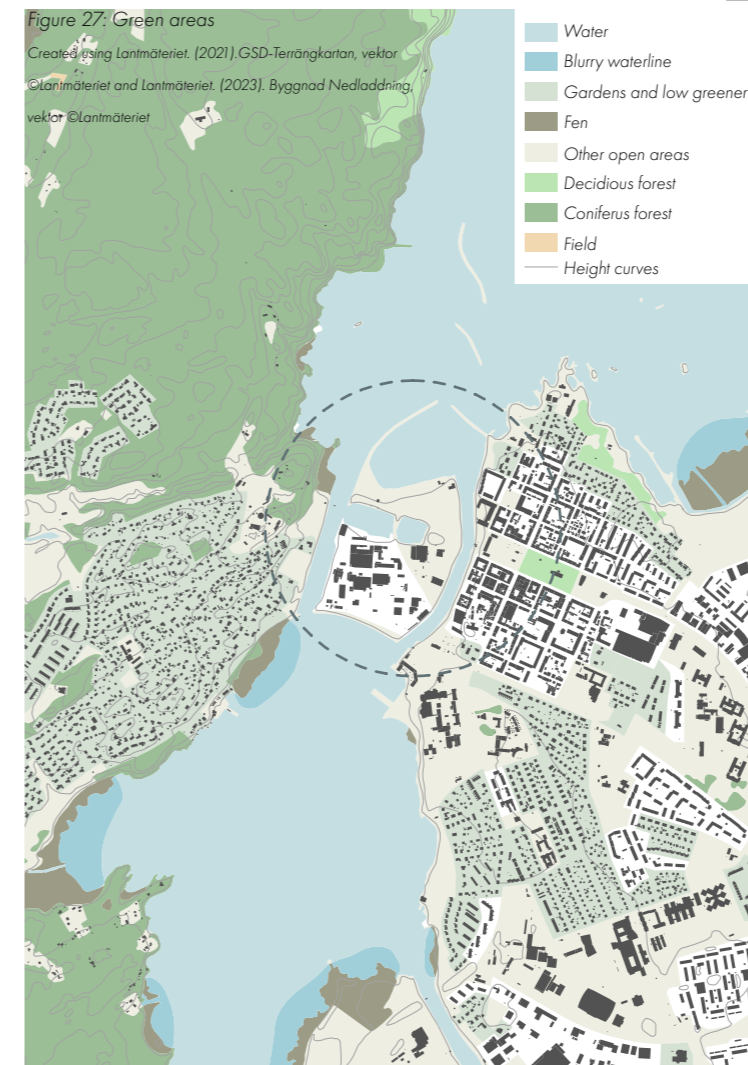 Figure 27: Green areas
Created using Lantmäteriet. (2021).GSD-Terrängkartan, vektor
©Lantmäteriet and Lantmäteriet. (2023). Byggnad Nedladdning,
vektor ©Lantmäteriet
Water
Blurry waterline
Gardens and low greener
Fen
Other open areas
Decidious forest
Coniferus forest
Field
Height curves